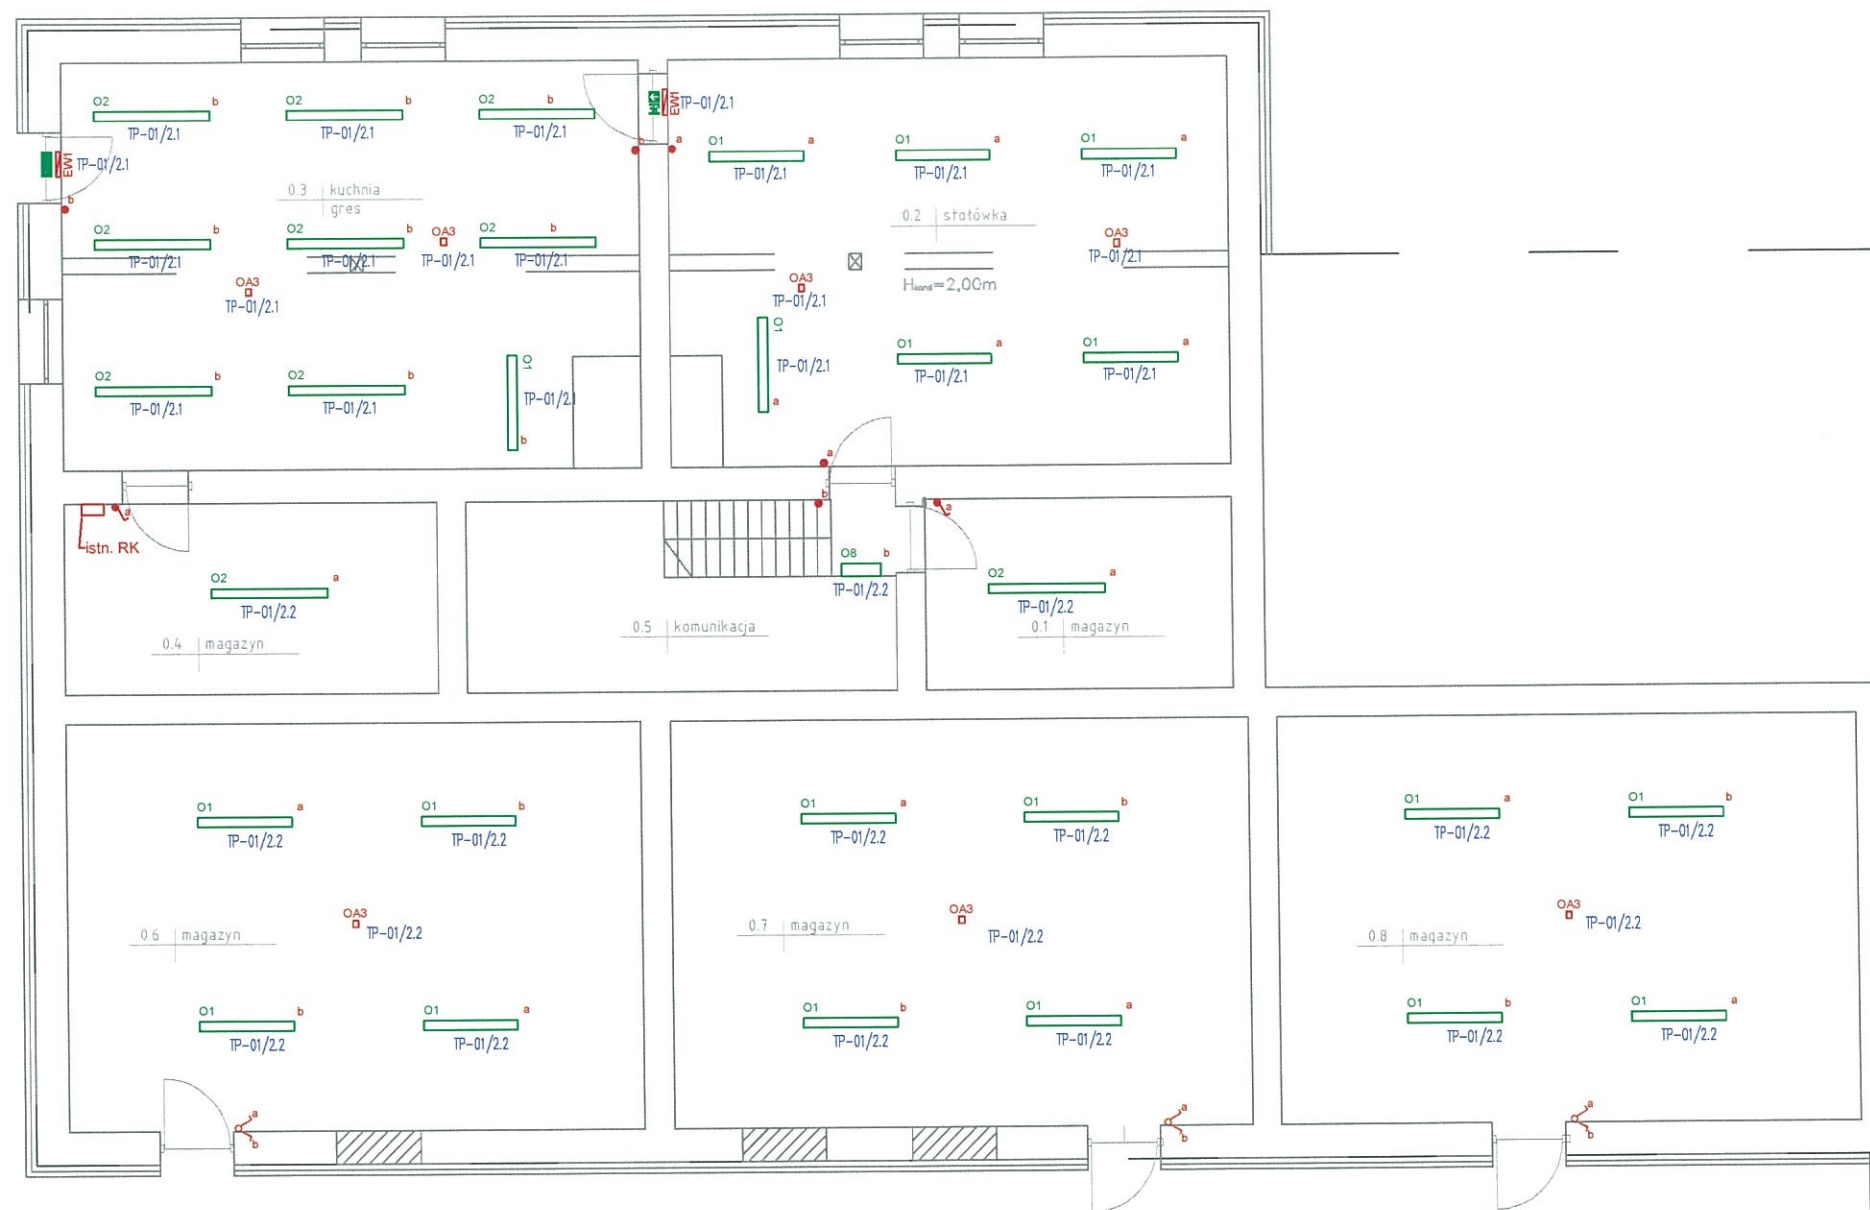 O2 b O2 b O2 b
TP-01/2.1 TP-01/2.1 TP-01/2.1
EW1 TP-01/2.1
b
0.3 kuchnia
gres
O2 b O2 b OA3 O2 b
TP-01/2.1 TP-01/2.1 TP-01/2.1 TP-01/2.1
OA3
TP-01/2.1
O2 b O2 b O1
TP-01/2.1 TP-01/2.1 TP-01/2.1
b
EW1 TP-01/2.1
a
O1 a O1 a O1 a
TP-01/2.1 TP-01/2.1 TP-01/2.1
0.2 stołówka
OA3
TP-01/2.1
OA3
TP-01/2.1
=2,00m
O1
TP-01/2.1
a
O1 a O1 a
TP-01/2.1 TP-01/2.1
a
b
a
a
istn. RK
O2 a
TP-01/2.2
0.4 magazyn
O8 b
TP-01/2.2
0.5 komunikacja
O2 a
TP-01/2.2
0.1 magazyn
O1 a O1 b
TP-01/2.2 TP-01/2.2
OA3
TP-01/2.2
0.6 magazyn
O1 b O1 a
TP-01/2.2 TP-01/2.2
a
b
O1 a O1 b
TP-01/2.2 TP-01/2.2
OA3
TP-01/2.2
0.7 magazyn
O1 b O1 a
TP-01/2.2 TP-01/2.2
a
b
O1 a O1 b
TP-01/2.2 TP-01/2.2
OA3
TP-01/2.2
0.8 magazyn
O1 b O1 a
TP-01/2.2 TP-01/2.2
a
b